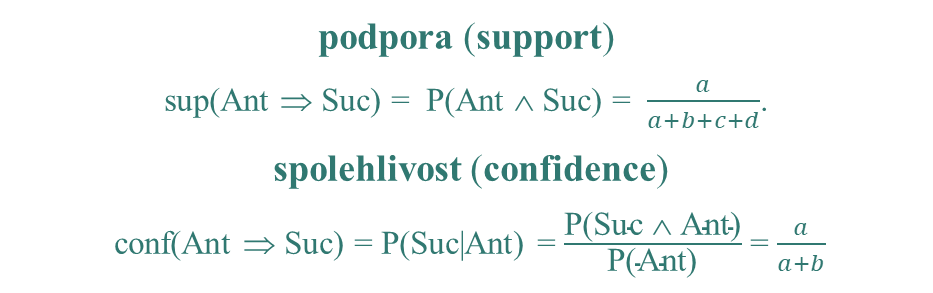 podpora (support)
sup(Ant ⟹ Suc) = P(Ant ∧ Suc) = a/(a+b+c+d).
spolehlivost (confidence)
conf(Ant ⟹ Suc) = P(Suc|Ant) = P(Suc ∧ Ant)/P(Ant) = a/(a+b)